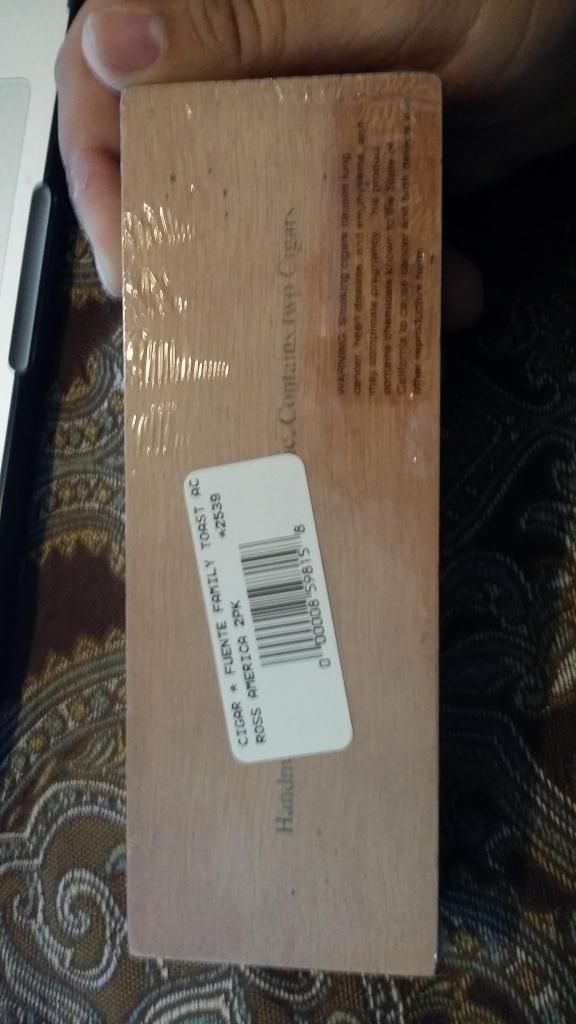 WARNING: Smoking cigars causes lung
cancer, heart disease, and emphysema, and
may complicate pregnancy. This product
contains chemicals known to the State of
California to cause cancer and birth defects and
other reproductive harm.
Contains two Cigars
CIGAR * FUENTE FAMILY TOAST AC
*2539
ROSS AMERICA 2PK
0 00008 59815 8